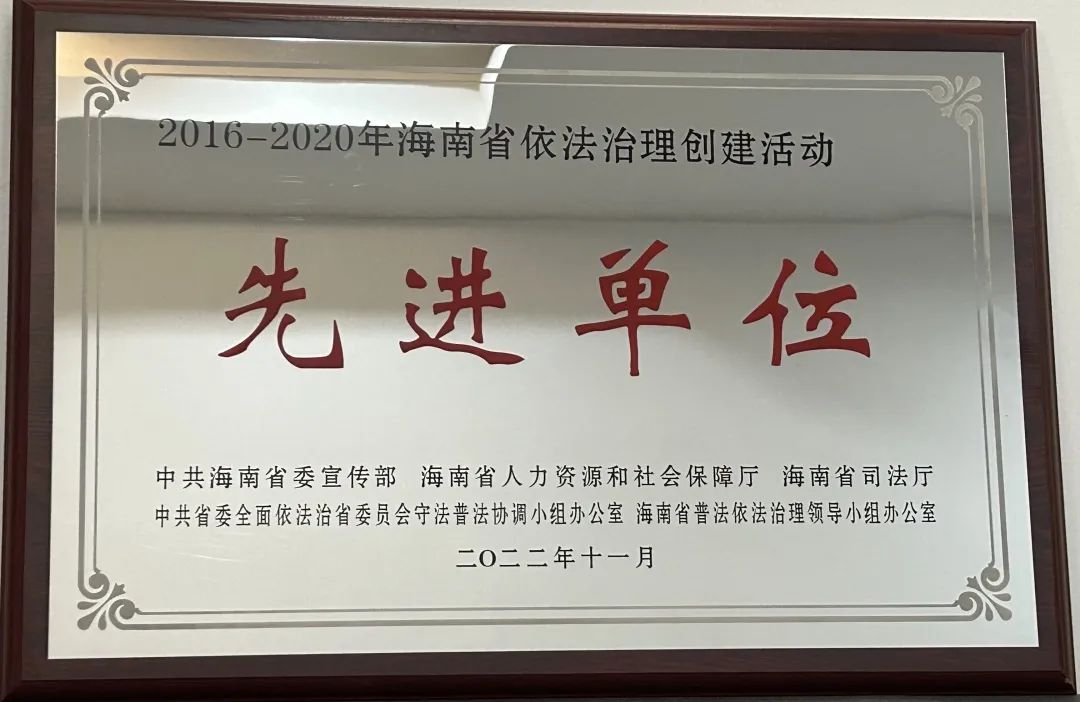 2016-2020年海南省依法治理创建活动
先进单位
中共海南省委宣传部 海南省人力资源和社会保障厅 海南省司法厅
中共省委全面依法治省委员会守法普法协调小组办公室 海南省普法依法治理领导小组办公室
二〇二二年十一月